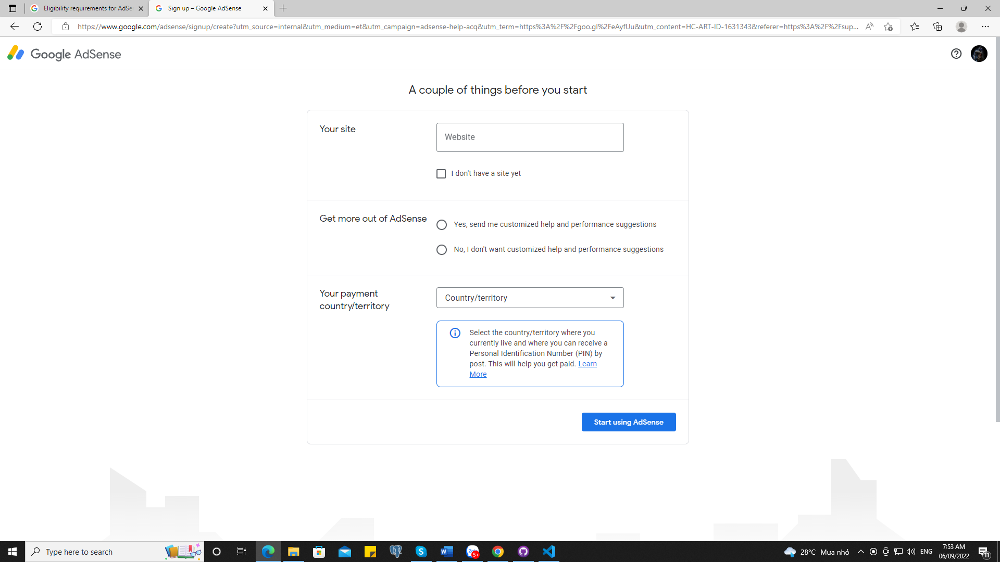 Eligibility requirements for AdSe
Sign up – Google AdSense
https://www.google.com/adsense/signup/create?utm_source=internal&utm_medium=et&utm_campaign=adsense-help-acq&utm_term=https%3A%2F%2Fgoo.gl%2FeAyfUu&utm_content=HC-ART-ID-1631343&referer=https%3A%2F%2Fsup...
Google AdSense
A couple of things before you start
Your site
Website
I don't have a site yet
Get more out of AdSense
Yes, send me customized help and performance suggestions
No, I don't want customized help and performance suggestions
Your payment
country/territory
Country/territory
Select the country/territory where you
currently live and where you can receive a
Personal Identification Number (PIN) by
post. This will help you get paid. Learn
More
Start using AdSense
Type here to search
5+
28°C Mưa nhỏ
ENG
7:53 AM
06/09/2022
11